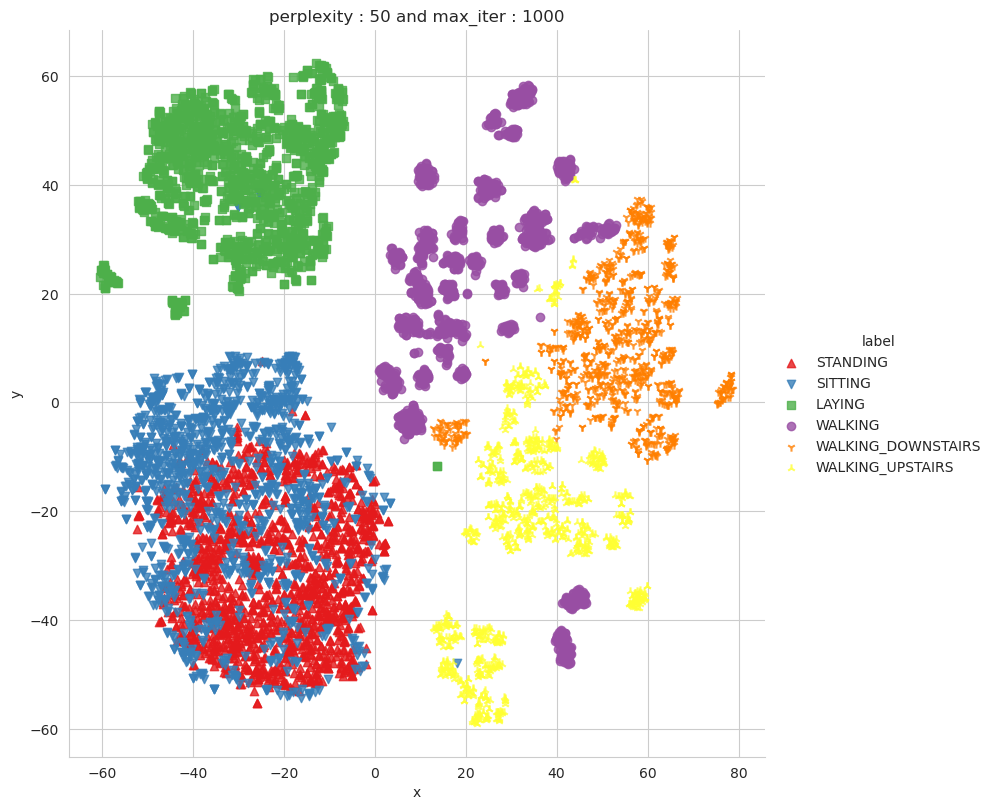 perplexity : 50 and max_iter : 1000
60
40
20
0
−20
−40
−60
y
−60
−40
−20
0
20
40
60
80
x
label
STANDING
SITTING
LAYING
WALKING
WALKING_DOWNSTAIRS
WALKING_UPSTAIRS